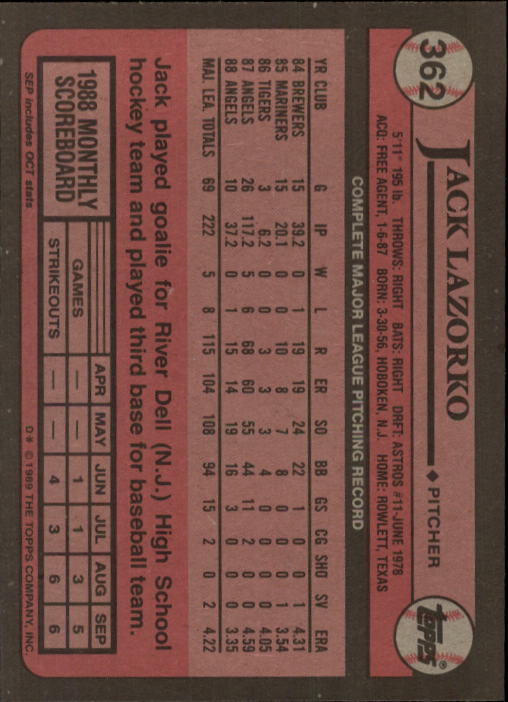 362
JACK LAZORKO
♦ PITCHER
topps®
5'11" 195 lb. THROWS: RIGHT BATS: RIGHT DRFT: ASTROS #11-JUNE 1978
ACQ: FREE AGENT, 1-6-87 BORN: 3-30-56, HOBOKEN, N.J. HOME: ROWLETT, TEXAS
COMPLETE MAJOR LEAGUE PITCHING RECORD
YR CLUB G IP W L R ER SO BB GS CG SHO SV ERA
84 BREWERS 15 39.2 0 1 19 19 24 22 1 0 0 1 4.31
85 MARINERS 15 20.1 0 0 10 8 7 8 0 0 0 1 3.54
86 TIGERS 3 6.2 0 0 3 3 3 4 0 0 0 0 4.05
87 ANGELS 26 117.2 5 6 68 60 55 44 11 2 0 0 4.59
88 ANGELS 10 37.2 0 1 15 14 19 16 3 0 0 0 3.35
MAJ. LEA. TOTALS 69 222 5 8 115 104 108 94 15 2 0 2 4.22
Jack played goalie for River Dell (N.J.) High School
hockey team and played third base for baseball team.
1988 MONTHLY
SCOREBOARD
APR MAY JUN JUL AUG SEP
GAMES — — 1 1 3 5
STRIKEOUTS — — 4 3 6 6
SEP includes OCT stats
D* © 1989 THE TOPPS COMPANY, INC.